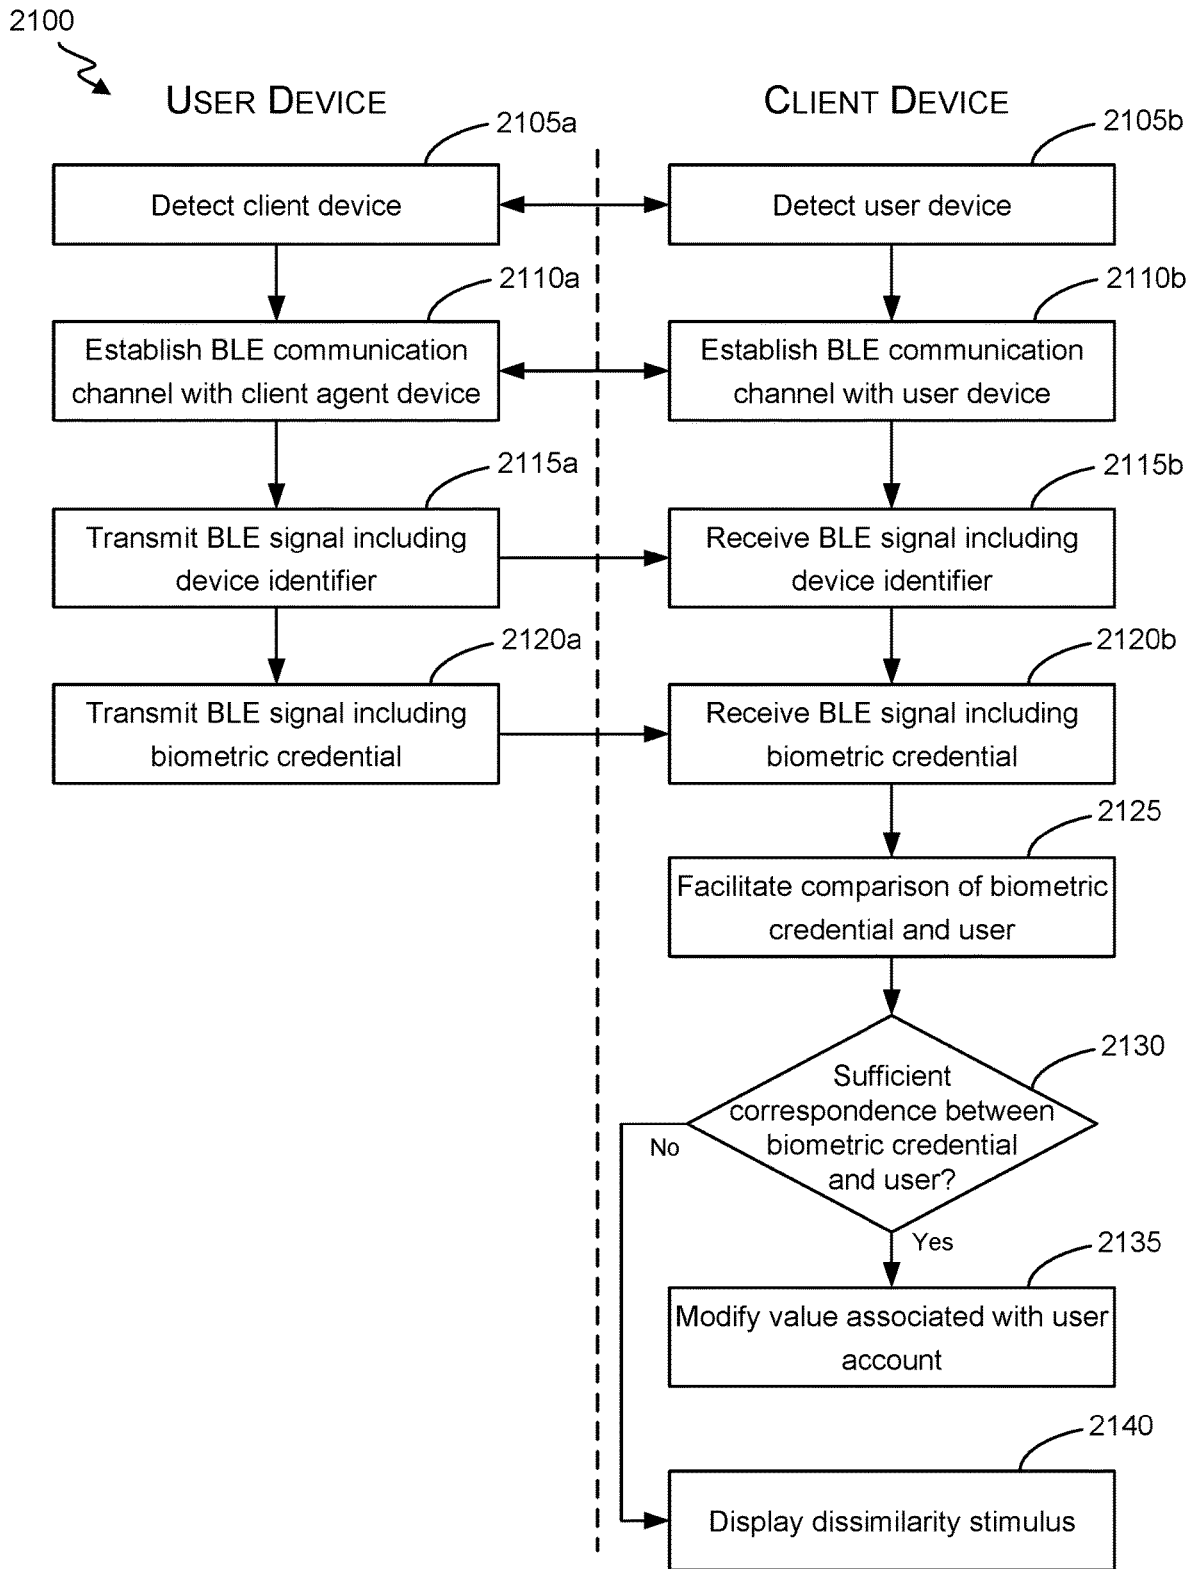 2100
USER DEVICE
CLIENT DEVICE
2105a
2105b
Detect client device
Detect user device
2110a
2110b
Establish BLE communication
channel with client agent device
Establish BLE communication
channel with user device
2115a
2115b
Transmit BLE signal including
device identifier
Receive BLE signal including
device identifier
2120a
2120b
Transmit BLE signal including
biometric credential
Receive BLE signal including
biometric credential
2125
Facilitate comparison of biometric
credential and user
2130
Sufficient
correspondence between
biometric credential
and user?
No
Yes
2135
Modify value associated with user
account
2140
Display dissimilarity stimulus